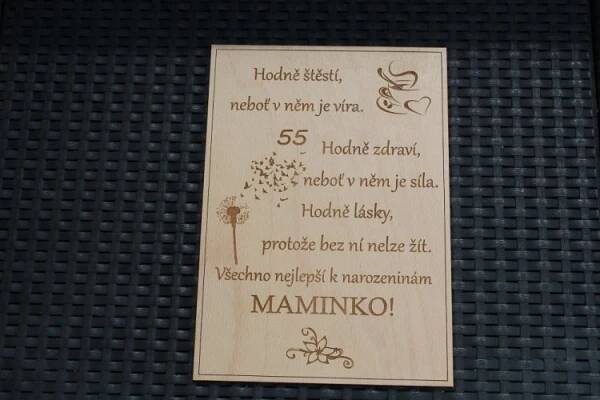 Hodně štěstí,
neboť v něm je víra.
55
Hodně zdraví,
neboť v něm je síla.
Hodně lásky,
protože bez ní nelze žít.
Všechno nejlepší k narozeninám
MAMINKO!